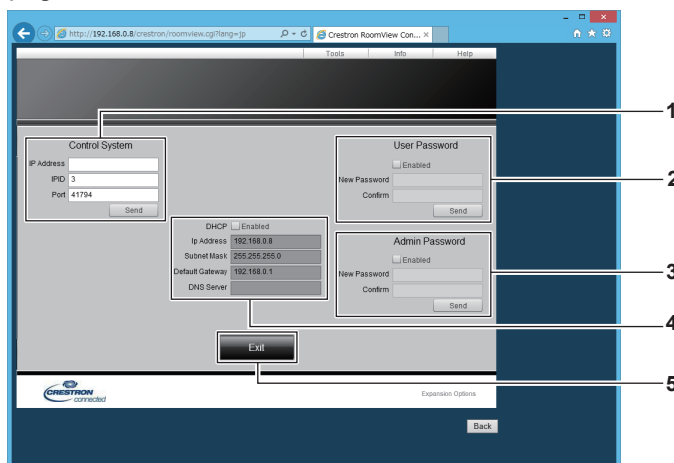 http://192.168.0.8/crestron/roomview.cgi?lang=jp
Crestron RoomView Con... ×
Tools Info Help
1
Control System
IP Address
IPID 3
Port 41794
Send
User Password
Enabled
New Password
Confirm
Send
2
DHCP Enabled
Ip Address 192.168.0.8
Subnet Mask 255.255.255.0
Default Gateway 192.168.0.1
DNS Server
Admin Password
Enabled
New Password
Confirm
Send
3
4
Exit
5
CRESTRON
connected
Expansion Options
Back